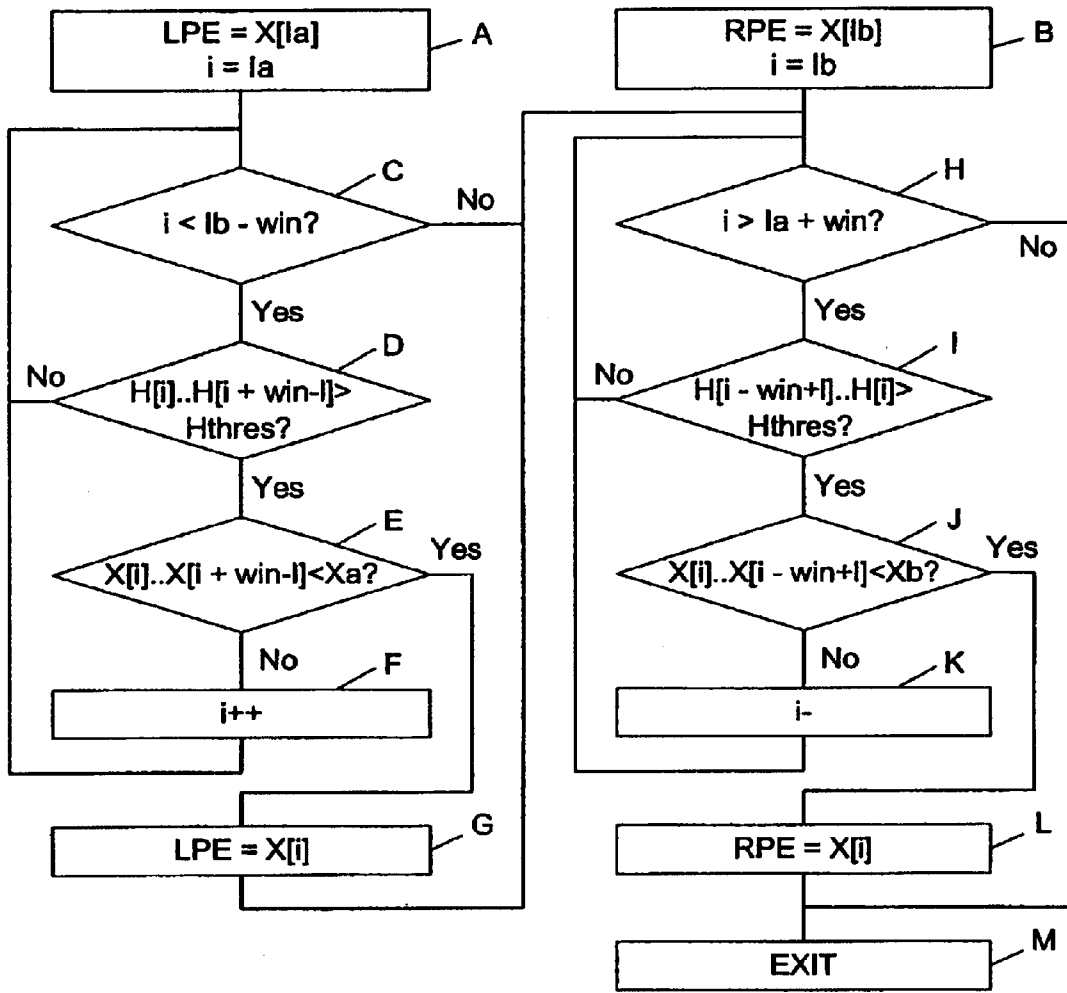 LPE = X[Ia]
i = Ia
A
C
i < Ib - win?
No
Yes
D
No
H[i]..H[i + win-I]>
Hthres?
Yes
E
Yes
X[i]..X[i + win-I]<Xa?
No
F
i++
G
LPE = X[i]
RPE = X[Ib]
i = Ib
B
H
i > Ia + win?
No
Yes
I
No
H[i - win+I]..H[i]>
Hthres?
Yes
J
Yes
X[i]..X[i - win+I]<Xb?
No
K
i-
L
RPE = X[i]
M
EXIT